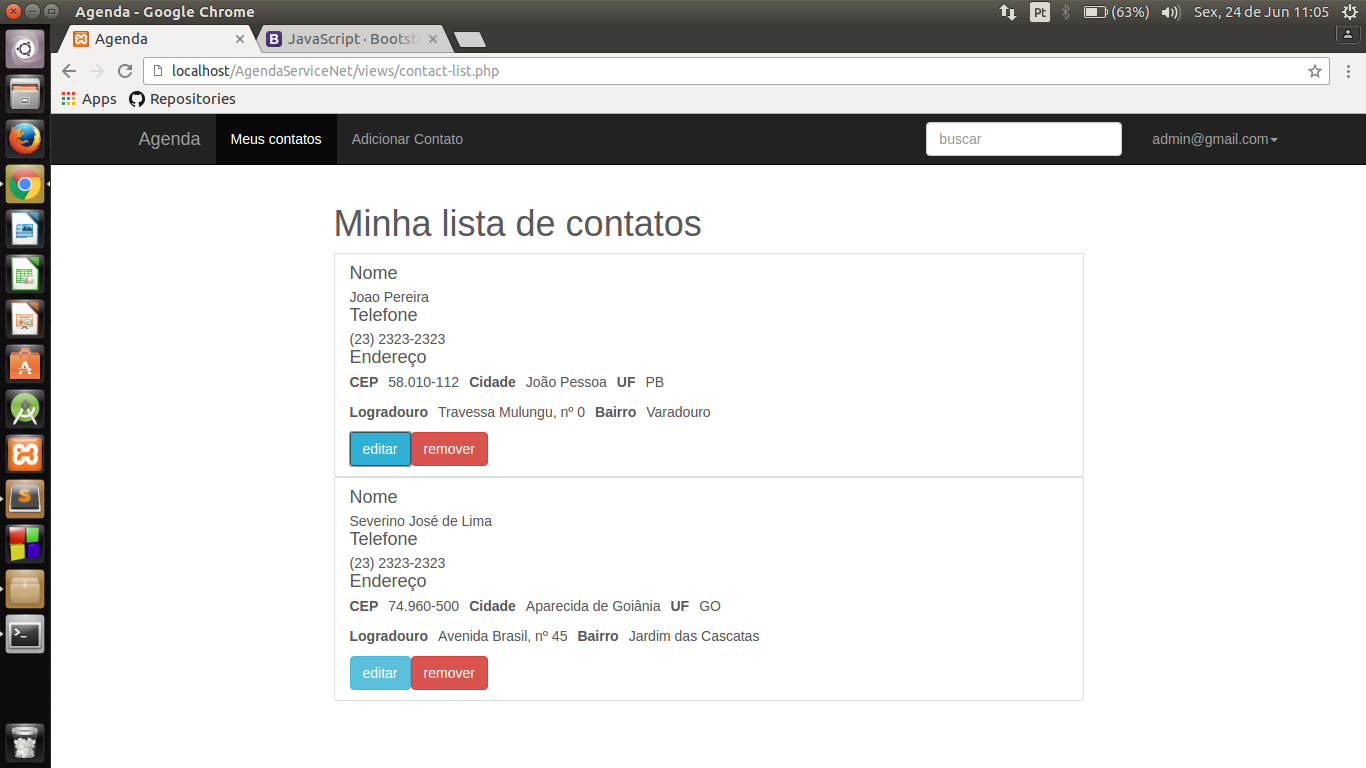 Agenda - Google Chrome
Pt
(63%)
Sex, 24 de Jun 11:05
Agenda
JavaScript · Bootst
localhost/AgendaServiceNet/views/contact-list.php
Apps
Repositories
Agenda
Meus contatos
Adicionar Contato
buscar
admin@gmail.com
Minha lista de contatos
Nome
Joao Pereira
Telefone
(23) 2323-2323
Endereço
CEP 58.010-112 Cidade João Pessoa UF PB
Logradouro Travessa Mulungu, nº 0 Bairro Varadouro
editar remover
Nome
Severino José de Lima
Telefone
(23) 2323-2323
Endereço
CEP 74.960-500 Cidade Aparecida de Goiânia UF GO
Logradouro Avenida Brasil, nº 45 Bairro Jardim das Cascatas
editar remover